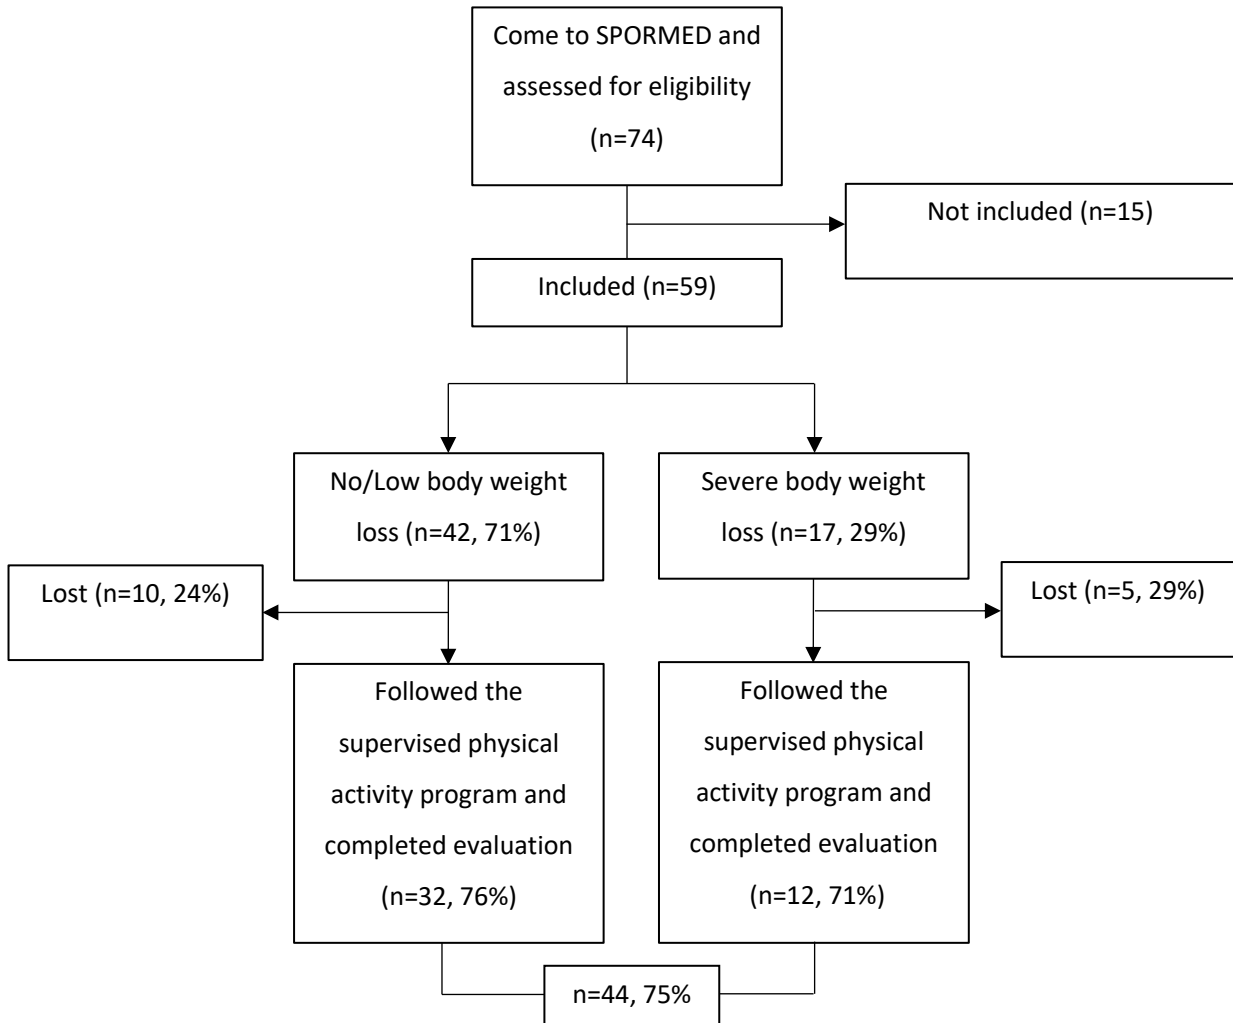 Come to SPORMED and
assessed for eligibility
(n=74)
Not included (n=15)
Included (n=59)
No/Low body weight
loss (n=42, 71%)
Severe body weight
loss (n=17, 29%)
Lost (n=10, 24%)
Lost (n=5, 29%)
Followed the
supervised physical
activity program and
completed evaluation
(n=32, 76%)
Followed the
supervised physical
activity program and
completed evaluation
(n=12, 71%)
n=44, 75%